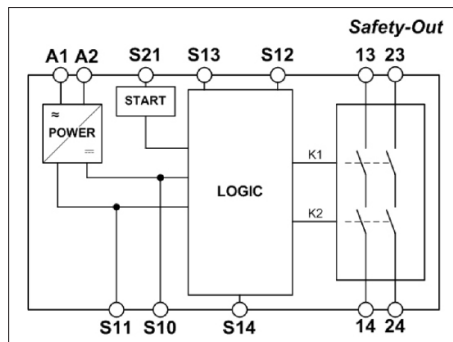 Safety-Out
A1 A2 S21 S13 S12 13 23
START
≈
POWER
⎓
LOGIC
K1
K2
S11 S10 S14 14 24